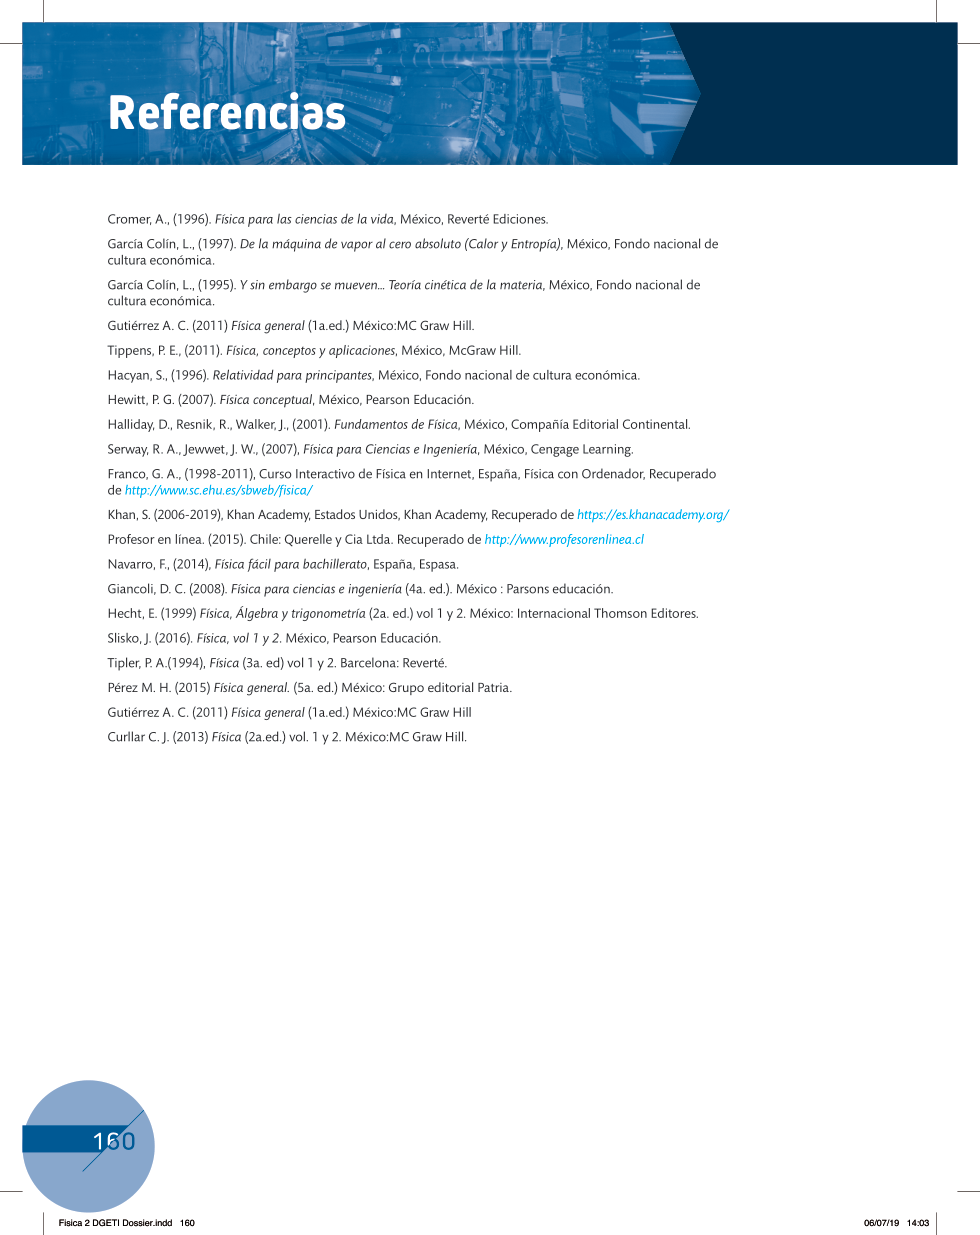 Referencias
Cromer, A., (1996). Física para las ciencias de la vida, México, Reverté Ediciones.
García Colín, L., (1997). De la máquina de vapor al cero absoluto (Calor y Entropía), México, Fondo nacional de
cultura económica.
García Colín, L., (1995). Y sin embargo se mueven... Teoría cinética de la materia, México, Fondo nacional de
cultura económica.
Gutiérrez A. C. (2011) Física general (1a.ed.) México:MC Graw Hill.
Tippens, P. E., (2011). Física, conceptos y aplicaciones, México, McGraw Hill.
Hacyan, S., (1996). Relatividad para principantes, México, Fondo nacional de cultura económica.
Hewitt, P. G. (2007). Física conceptual, México, Pearson Educación.
Halliday, D., Resnik, R., Walker, J., (2001). Fundamentos de Física, México, Compañía Editorial Continental.
Serway, R. A., Jewwet, J. W., (2007), Física para Ciencias e Ingeniería, México, Cengage Learning.
Franco, G. A., (1998-2011), Curso Interactivo de Física en Internet, España, Física con Ordenador, Recuperado
de http://www.sc.ehu.es/sbweb/fisica/
Khan, S. (2006-2019), Khan Academy, Estados Unidos, Khan Academy, Recuperado de https://es.khanacademy.org/
Profesor en línea. (2015). Chile: Querelle y Cia Ltda. Recuperado de http://www.profesorenlinea.cl
Navarro, F., (2014), Física fácil para bachillerato, España, Espasa.
Giancoli, D. C. (2008). Física para ciencias e ingeniería (4a. ed.). México : Parsons educación.
Hecht, E. (1999) Física, Álgebra y trigonometría (2a. ed.) vol 1 y 2. México: Internacional Thomson Editores.
Slisko, J. (2016). Física, vol 1 y 2. México, Pearson Educación.
Tipler, P. A.(1994), Física (3a. ed) vol 1 y 2. Barcelona: Reverté.
Pérez M. H. (2015) Física general. (5a. ed.) México: Grupo editorial Patria.
Gutiérrez A. C. (2011) Física general (1a.ed.) México:MC Graw Hill
Curllar C. J. (2013) Física (2a.ed.) vol. 1 y 2. México:MC Graw Hill.
160
Fisica 2 DGETI Dossier.indd 160
06/07/19 14:03